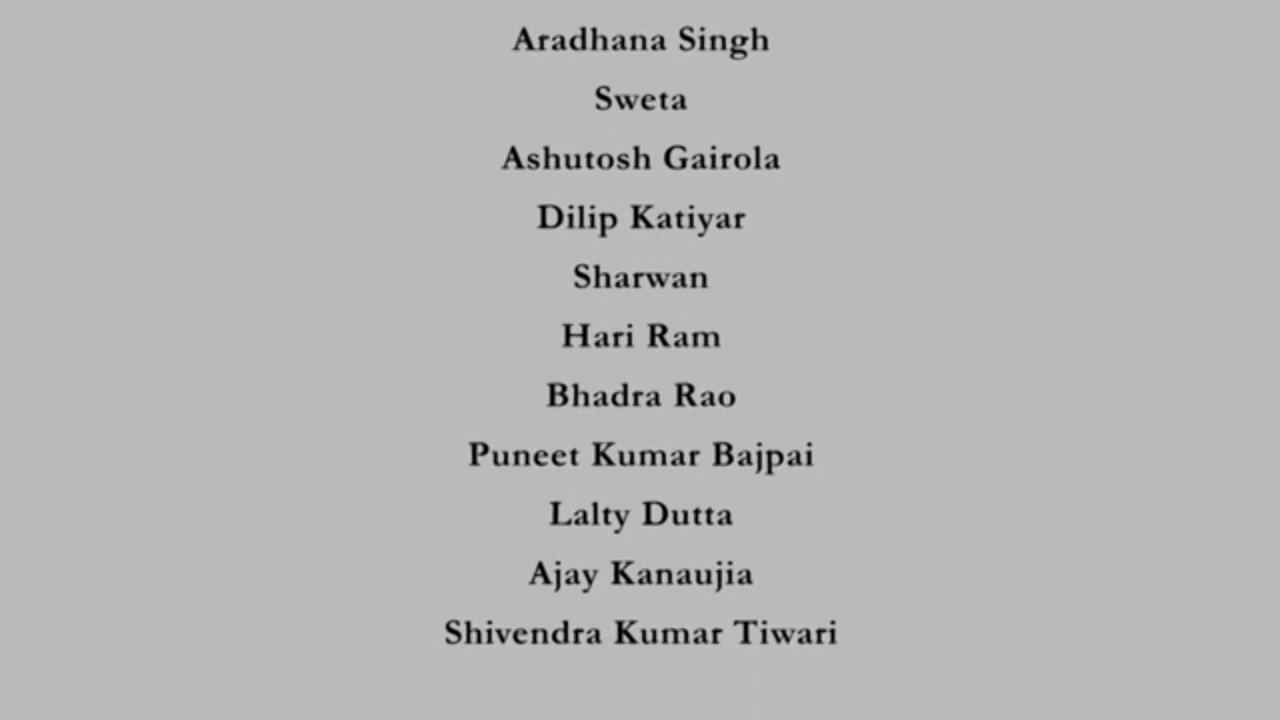 Aradhana Singh
Sweta
Ashutosh Gairola
Dilip Katiyar
Sharwan
Hari Ram
Bhadra Rao
Puneet Kumar Bajpai
Lalty Dutta
Ajay Kanaujia
Shivendra Kumar Tiwari